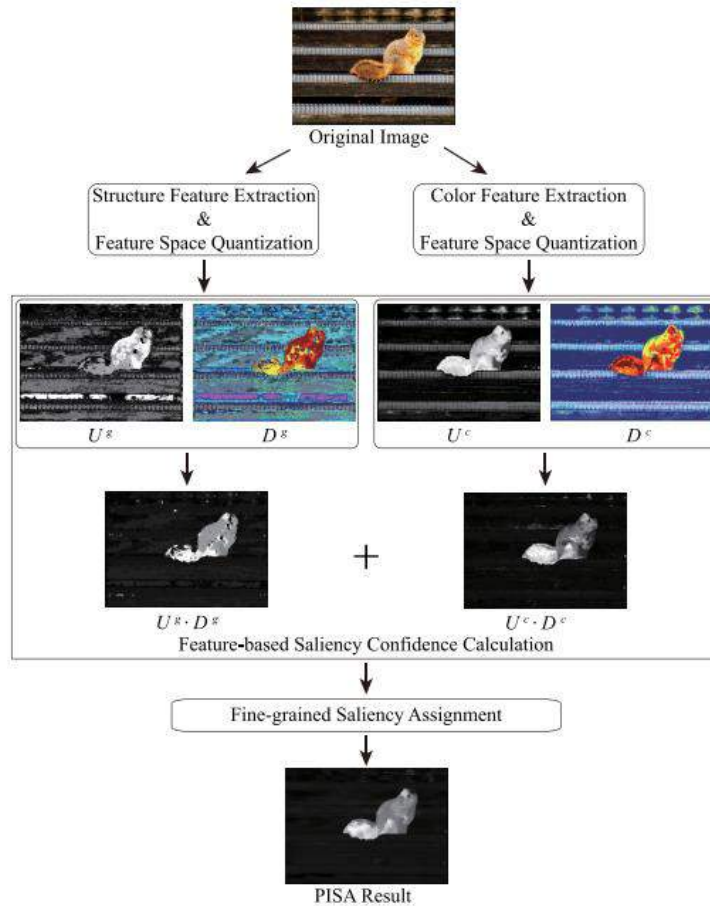 Original Image
Structure Feature Extraction
&
Feature Space Quantization
Color Feature Extraction
&
Feature Space Quantization
U^g
D^g
U^c
D^c
+
U^g · D^g
U^c · D^c
Feature-based Saliency Confidence Calculation
Fine-grained Saliency Assignment
PISA Result